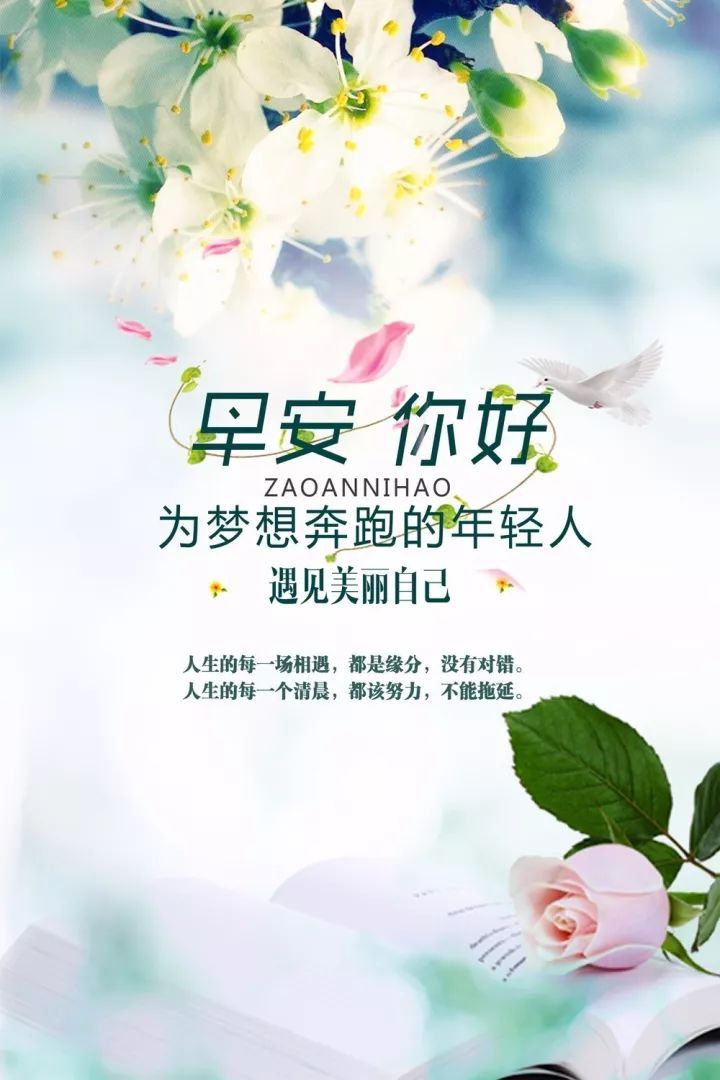 早安 你好
ZAOANNIHAO
为梦想奔跑的年轻人
遇见美丽自己
人生的每一场相遇，都是缘分，没有对错。
人生的每一个清晨，都该努力，不能拖延。